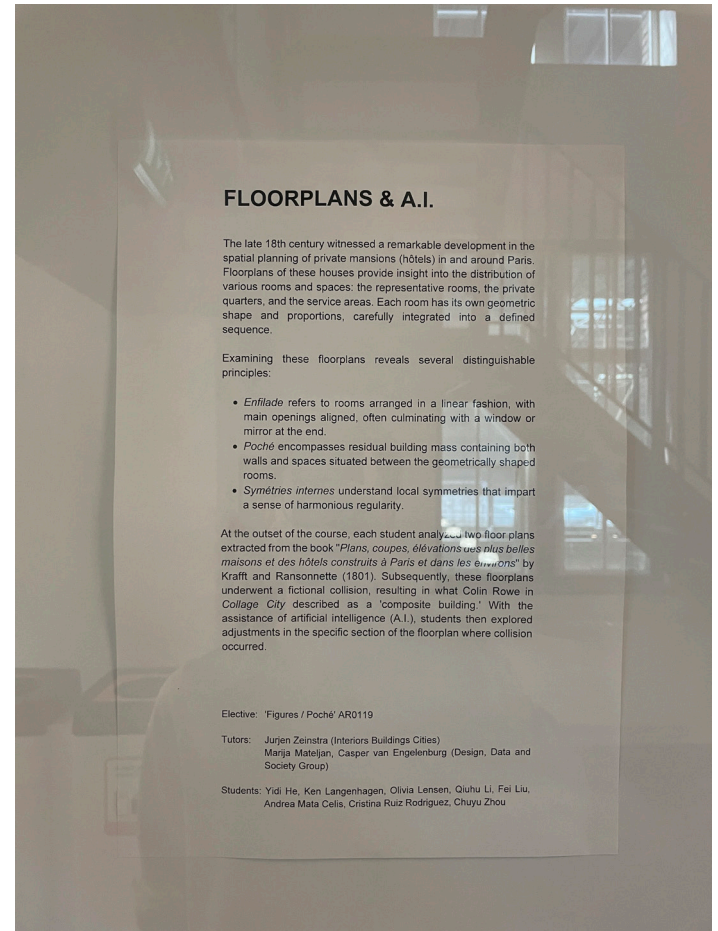 FLOORPLANS & A.I.
The late 18th century witnessed a remarkable development in the
spatial planning of private mansions (hôtels) in and around Paris.
Floorplans of these houses provide insight into the distribution of
various rooms and spaces: the representative rooms, the private
quarters, and the service areas. Each room has its own geometric
shape and proportions, carefully integrated into a defined
sequence.
Examining these floorplans reveals several distinguishable
principles:
• Enfilade refers to rooms arranged in a linear fashion, with
main openings aligned, often culminating with a window or
mirror at the end.
• Poché encompasses residual building mass containing both
walls and spaces situated between the geometrically shaped
rooms.
• Symétries internes understand local symmetries that impart
a sense of harmonious regularity.
At the outset of the course, each student analyzed two floor plans
extracted from the book "Plans, coupes, élévations des plus belles
maisons et des hôtels construits à Paris et dans les environs" by
Krafft and Ransonnette (1801). Subsequently, these floorplans
underwent a fictional collision, resulting in what Colin Rowe in
Collage City described as a 'composite building.' With the
assistance of artificial intelligence (A.I.), students then explored
adjustments in the specific section of the floorplan where collision
occurred.
Elective: 'Figures / Poché' AR0119
Tutors: Jurjen Zeinstra (Interiors Buildings Cities)
Marija Mateljan, Casper van Engelenburg (Design, Data and
Society Group)
Students: Yidi He, Ken Langenhagen, Olivia Lensen, Qiuhu Li, Fei Liu,
Andrea Mata Celis, Cristina Ruiz Rodriguez, Chuyu Zhou